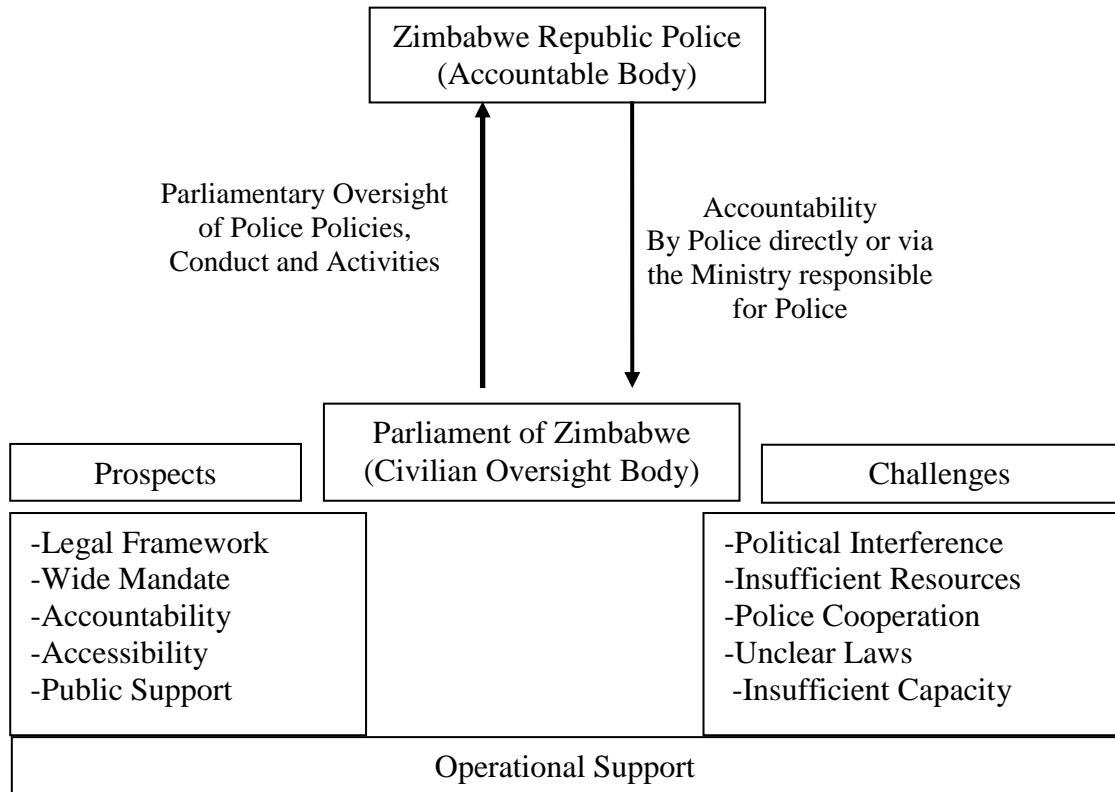 Zimbabwe Republic Police
(Accountable Body)
Parliamentary Oversight
of Police Policies,
Conduct and Activities
Accountability
By Police directly or via
the Ministry responsible
for Police
Parliament of Zimbabwe
(Civilian Oversight Body)
Prospects
-Legal Framework
-Wide Mandate
-Accountability
-Accessibility
-Public Support
Challenges
-Political Interference
-Insufficient Resources
-Police Cooperation
-Unclear Laws
-Insufficient Capacity
Operational Support